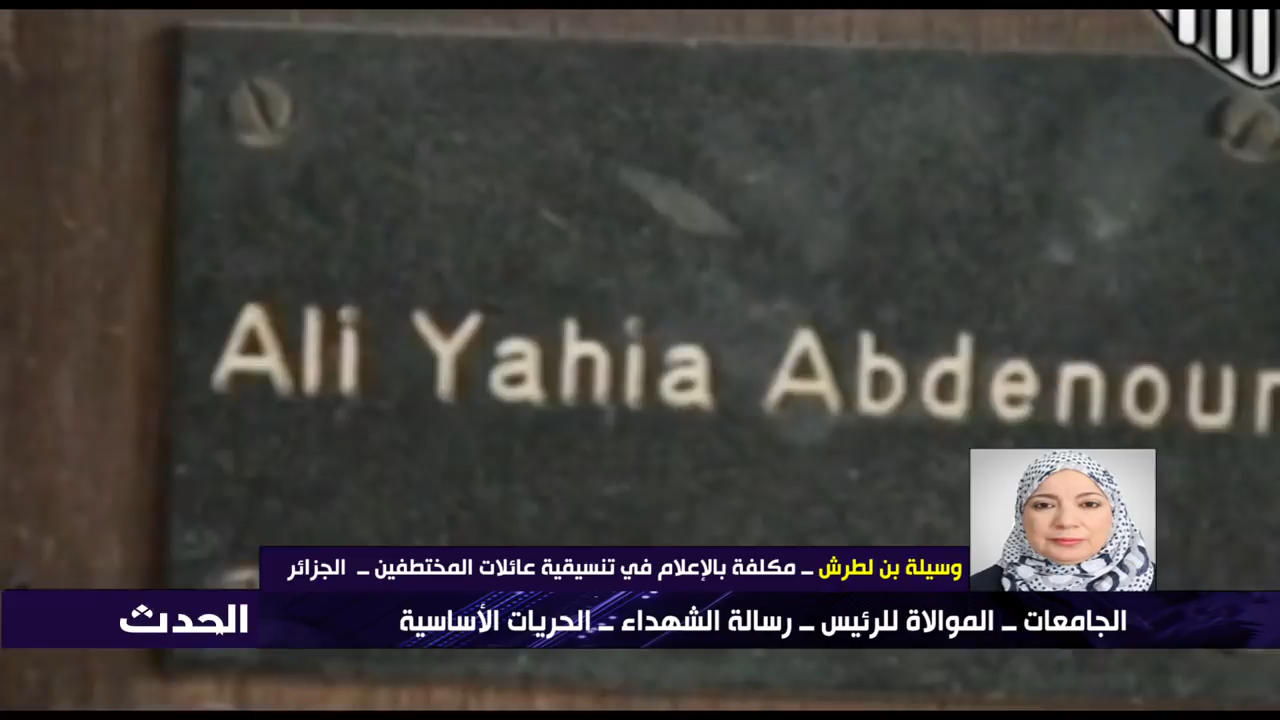 Ali Yahia Abdenour
وسيلة بن لطرش – مكلفة بالإعلام في تنسيقية عائلات المختطفين – الجزائر
الجامعات – الموالاة للرئيس – رسالة الشهداء – الحريات الأساسية
الحدث